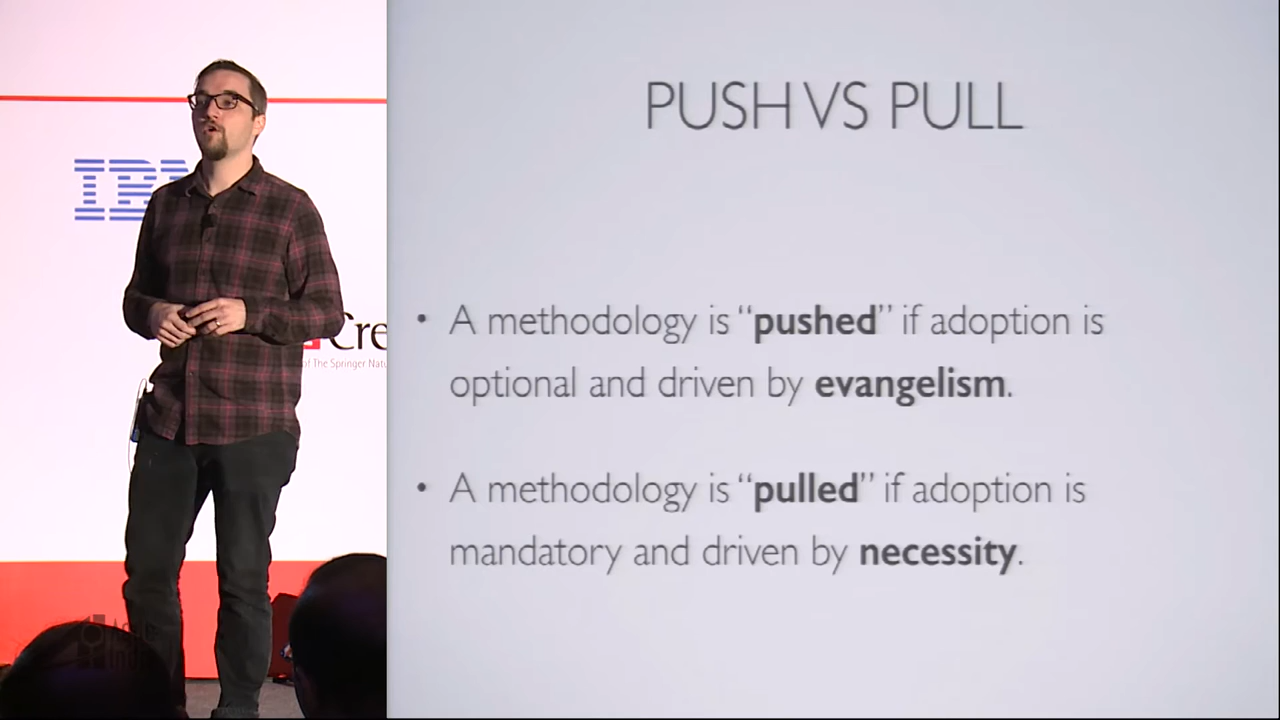 IBM
Cre
of The Springer Natu
PUSH VS PULL
• A methodology is “pushed” if adoption is
optional and driven by evangelism.
• A methodology is “pulled” if adoption is
mandatory and driven by necessity.